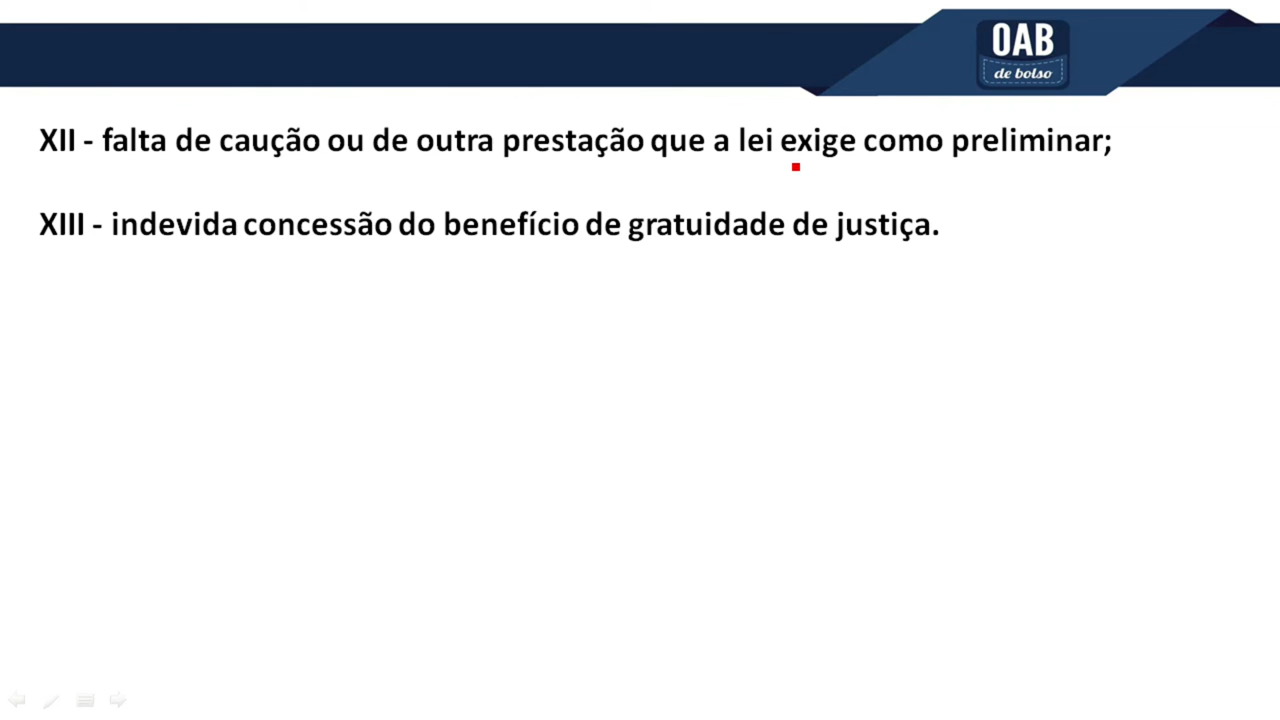 OAB
de bolso
XII - falta de caução ou de outra prestação que a lei exige como preliminar;
XIII - indevida concessão do benefício de gratuidade de justiça.